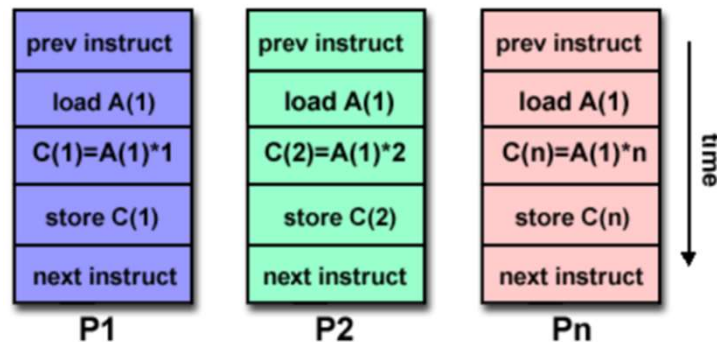 prev instruct
load A(1)
C(1)=A(1)*1
store C(1)
next instruct
P1
prev instruct
load A(1)
C(2)=A(1)*2
store C(2)
next instruct
P2
prev instruct
load A(1)
C(n)=A(1)*n
store C(n)
next instruct
Pn
time